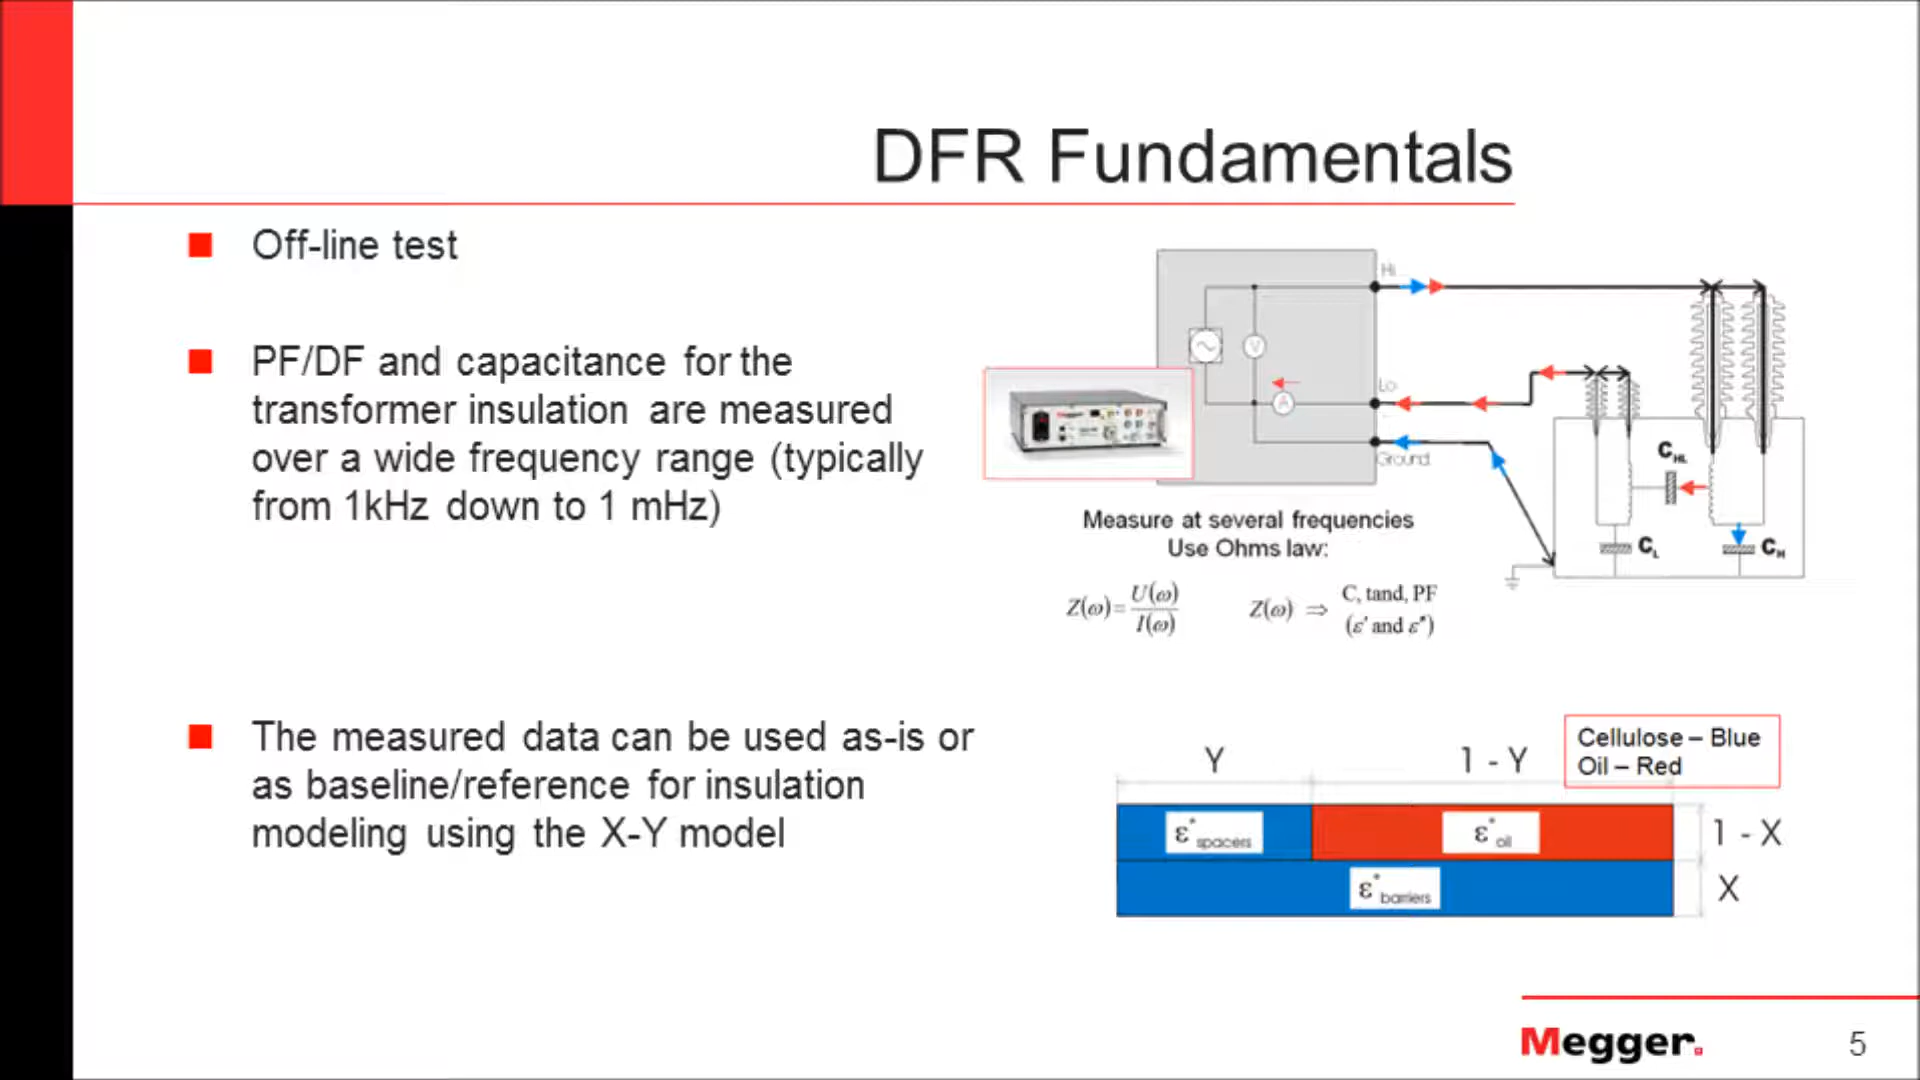 DFR Fundamentals
Off-line test
PF/DF and capacitance for the
transformer insulation are measured
over a wide frequency range (typically
from 1kHz down to 1 mHz)
The measured data can be used as-is or
as baseline/reference for insulation
modeling using the X-Y model
Hi
V
Lo
A
Ground
C HL
C L
C H
Measure at several frequencies
Use Ohms law:
Z(ω) = U(ω) / I(ω)
Z(ω) ⇒ C, tand, PF
(ε' and ε'')
Cellulose – Blue
Oil – Red
Y
1 - Y
ε* spacers
ε* oil
1 - X
ε* barriers
X
Megger.
5